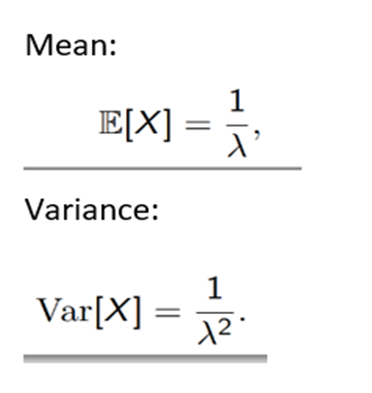 Mean:
𝔼[X] = 1/λ,
Variance:
Var[X] = 1/λ².